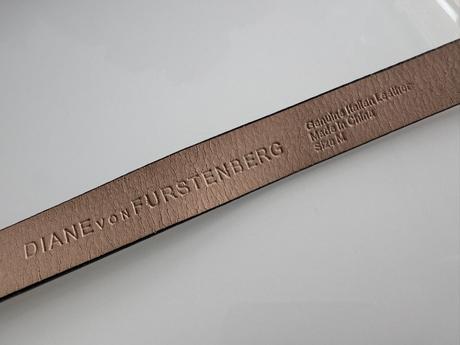 DIANE VON FURSTENBERG
Genuine Italian Leather
Made in China
Size M